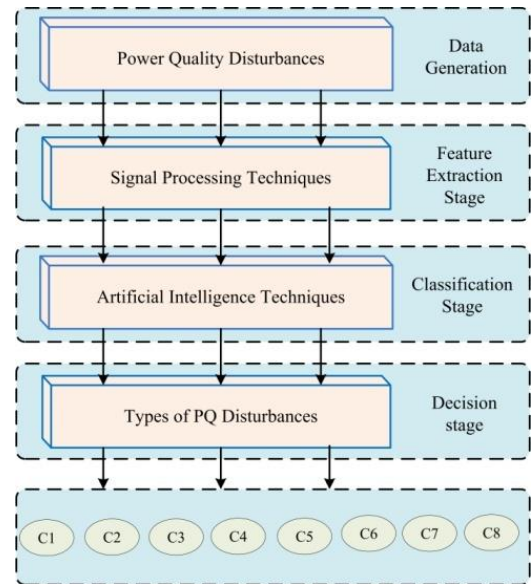 Power Quality Disturbances
Data
Generation
Signal Processing Techniques
Feature
Extraction
Stage
Artificial Intelligence Techniques
Classification
Stage
Types of PQ Disturbances
Decision
stage
C1 C2 C3 C4 C5 C6 C7 C8